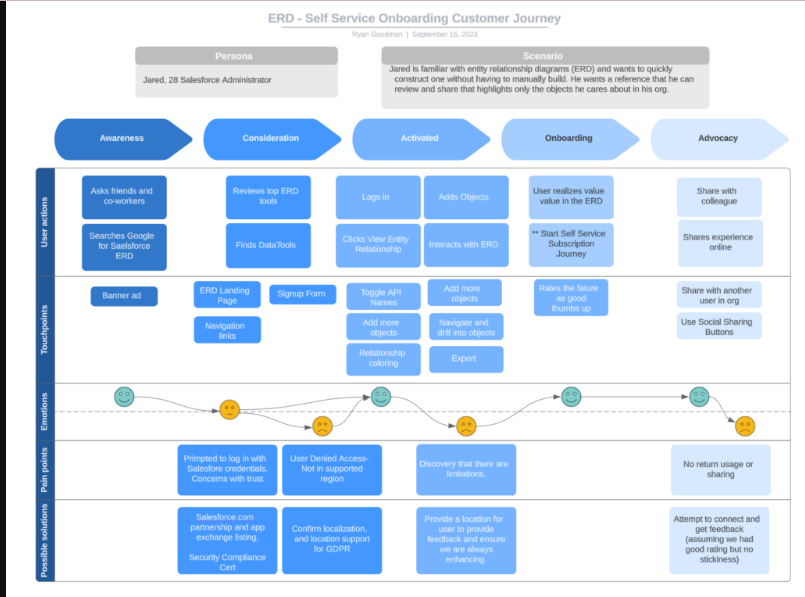 ERD - Self Service Onboarding Customer Journey
Ryan Goodman | September 15, 2023
Persona
Jared, 28 Salesforce Administrator
Scenario
Jared is familiar with entity relationship diagrams (ERD) and wants to quickly
construct one without having to manually build. He wants a reference that he can
review and share that highlights only the objects he cares about in his org.
Awareness
Consideration
Activated
Onboarding
Advocacy
User actions
Asks friends and
co-workers
Reviews top ERD
tools
Logs in
Adds Objects
User realizes value
value in the ERD
Share with
colleague
Searches Google
for Saelsforce
ERD
Finds DataTools
Clicks View Entity
Relationship
Interacts with ERD
** Start Self Service
Subscription
Journey
Shares experience
online
Touchpoints
Banner ad
ERD Landing
Page
Signup Form
Navigation
links
Toggle API
Names
Add more
objects
Add more
objects
Navigate and
drill into objects
Relationship
coloring
Export
Rates the fature
as good
thumbs up
Share with another
user in org
Use Social Sharing
Buttons
Emotions
Pain points
Primpted to log in with
Salesfore credentials.
Concerns with trust
User Denied Access-
Not in supported
region
Discovery that there are
limitations.
No return usage or
sharing
Possible solutions
Salesforce.com
partnership and app
exchange listing.
Security Compliance
Cert
Confirm localization,
and location support
for GDPR
Provide a location for
user to provide
feedback and ensure
we are always
enhancing.
Attempt to connect and
get feedback
(assuming we had
good rating but no
stickiness)